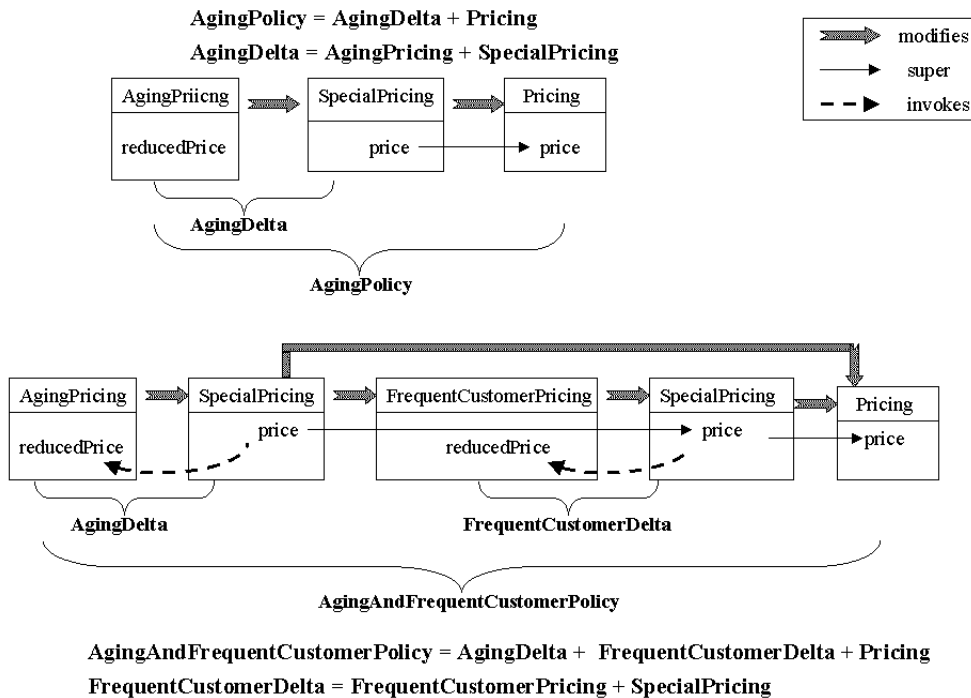 AgingPolicy = AgingDelta + Pricing
AgingDelta = AgingPricing + SpecialPricing
modifies
super
invokes
AgingPriicng
SpecialPricing
Pricing
reducedPrice
price
price
AgingDelta
AgingPolicy
AgingPricing
SpecialPricing
FrequentCustomerPricing
SpecialPricing
Pricing
reducedPrice
price
reducedPrice
price
price
AgingDelta
FrequentCustomerDelta
AgingAndFrequentCustomerPolicy
AgingAndFrequentCustomerPolicy = AgingDelta + FrequentCustomerDelta + Pricing
FrequentCustomerDelta = FrequentCustomerPricing + SpecialPricing